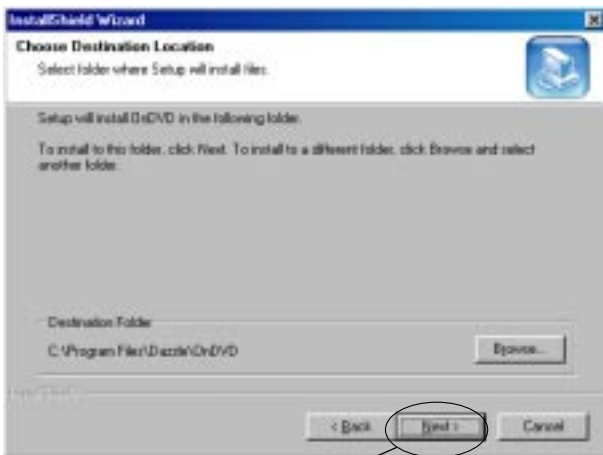 InstallShield Wizard
Choose Destination Location
Select folder where Setup will install files.
Setup will install OnDVD in the following folder.
To install to this folder, click Next. To install to a different folder, click Browse and select
another folder.
Destination Folder
C:\Program Files\Dazzle\OnDVD
Browse...
InstallShield
< Back
Next >
Cancel